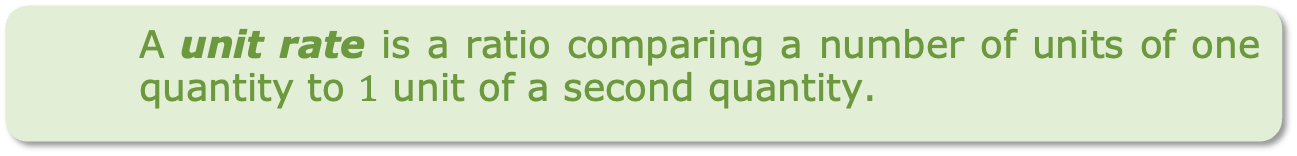 A unit rate is a ratio comparing a number of units of one
quantity to 1 unit of a second quantity.